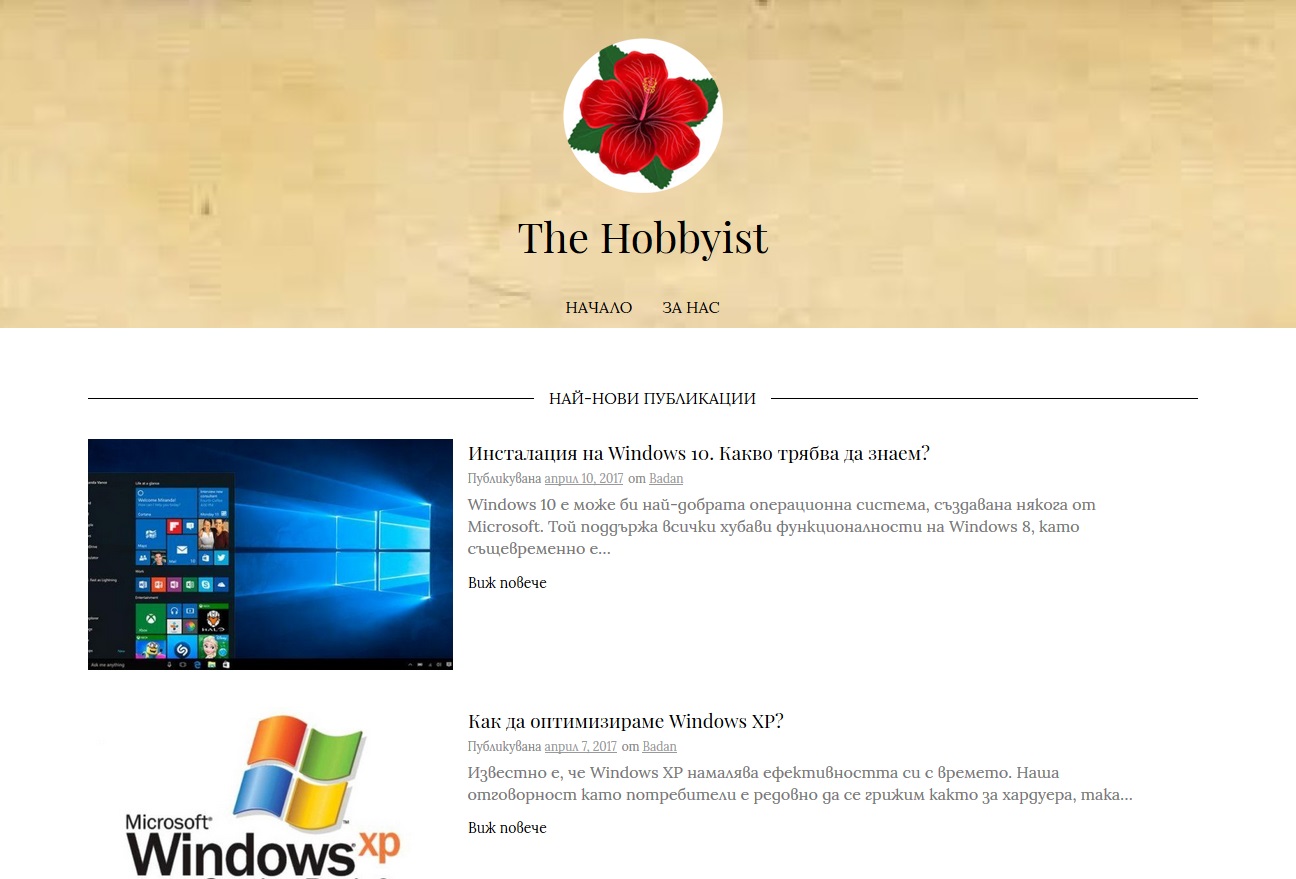 The Hobbyist
НАЧАЛО ЗА НАС
НАЙ-НОВИ ПУБЛИКАЦИИ
Инсталация на Windows 10. Какво трябва да знаем?
Публикувана април 10, 2017 от Badan
Windows 10 е може би най-добрата операционна система, създавана някога от
Microsoft. Той поддържа всички хубави функционалности на Windows 8, като
същевременно е...
Виж повече
Как да оптимизираме Windows XP?
Публикувана април 7, 2017 от Badan
Известно е, че Windows XP намалява ефективността си с времето. Наша
отговорност като потребители е редовно да се грижим както за хардуера, така...
Виж повече
Microsoft
Windows xp